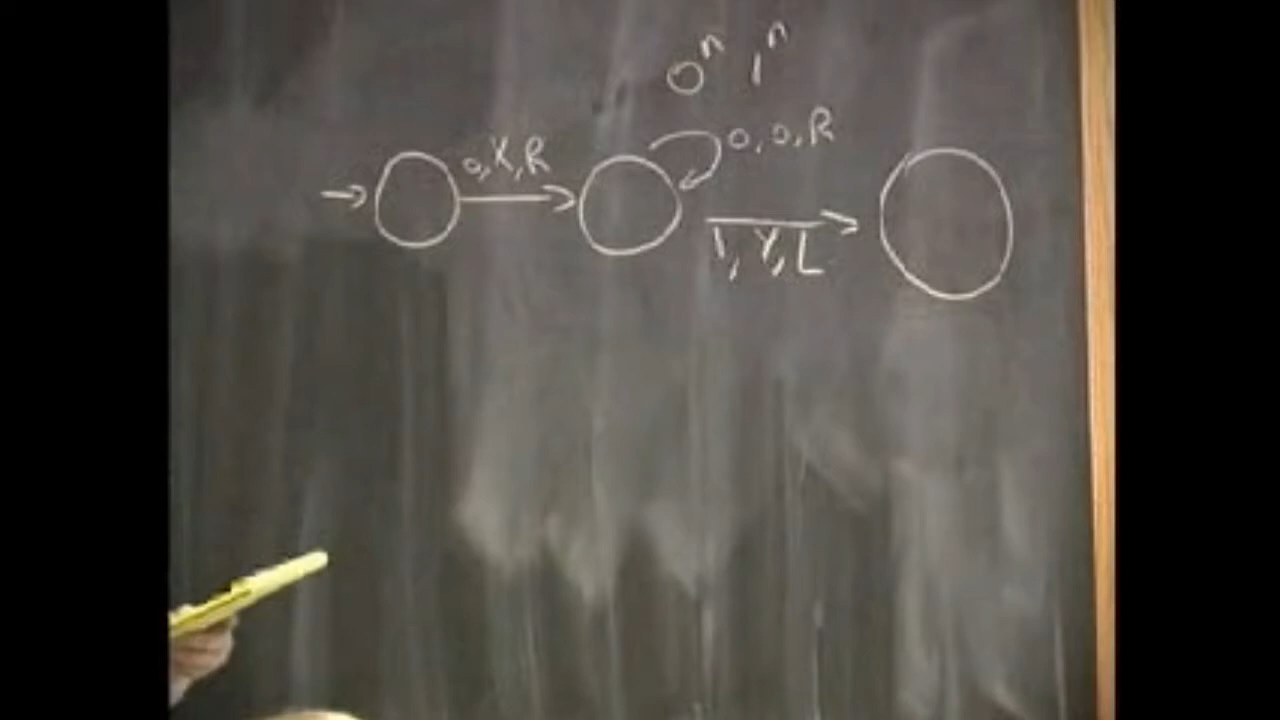 0ⁿ 1ⁿ
0, 0, R
0, X, R
1, Y, L